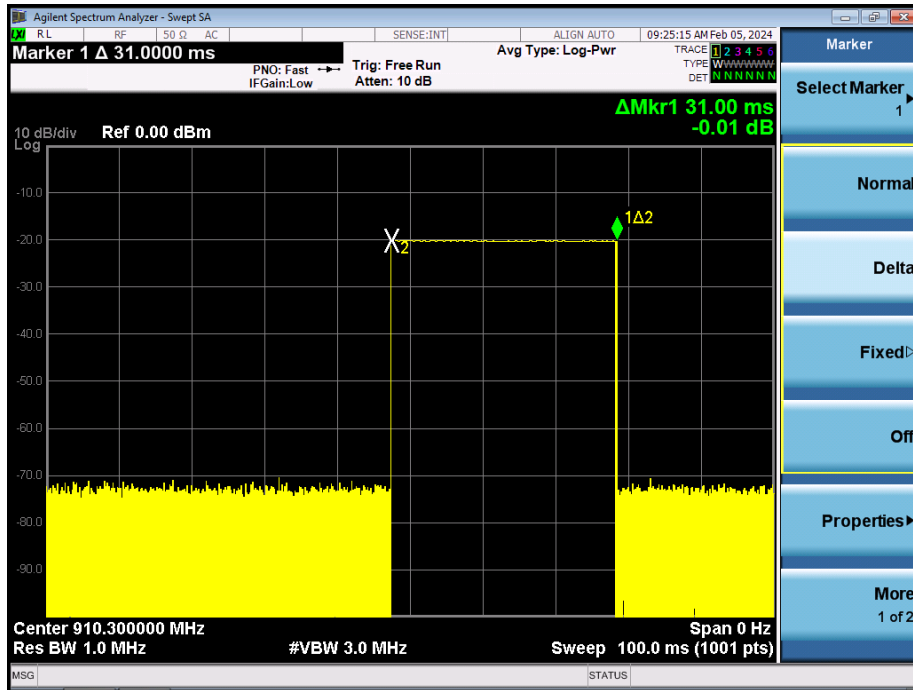 Agilent Spectrum Analyzer - Swept SA
LXI RL RF 50 Ω AC SENSE:INT ALIGN AUTO 09:25:15 AM Feb 05, 2024
Marker 1 Δ 31.0000 ms
PNO: Fast
IFGain:Low
Trig: Free Run
Atten: 10 dB
Avg Type: Log-Pwr
TRACE 1 2 3 4 5 6
TYPE WWWWWW
DET N N N N N N
ΔMkr1 31.00 ms
-0.01 dB
10 dB/div
Log
Ref 0.00 dBm
-10.0
-20.0
-30.0
-40.0
-50.0
-60.0
-70.0
-80.0
-90.0
X2
1Δ2
Center 910.300000 MHz
Span 0 Hz
Res BW 1.0 MHz
#VBW 3.0 MHz
Sweep 100.0 ms (1001 pts)
MSG
STATUS
Marker
Select Marker
1
Normal
Delta
Fixed
Off
Properties
More
1 of 2